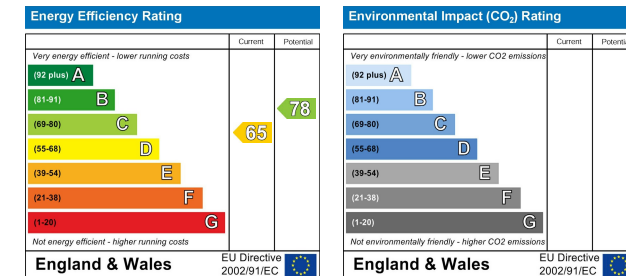 Energy Efficiency Rating
Current Potential
Very energy efficient - lower running costs
(92 plus) A
(81-91) B
(69-80) C
(55-68) D
(39-54) E
(21-38) F
(1-20) G
65
78
Not energy efficient - higher running costs
England & Wales
EU Directive
2002/91/EC
Environmental Impact (CO₂) Rating
Current Potential
Very environmentally friendly - lower CO2 emissions
(92 plus) A
(81-91) B
(69-80) C
(55-68) D
(39-54) E
(21-38) F
(1-20) G
Not environmentally friendly - higher CO2 emissions
England & Wales
EU Directive
2002/91/EC